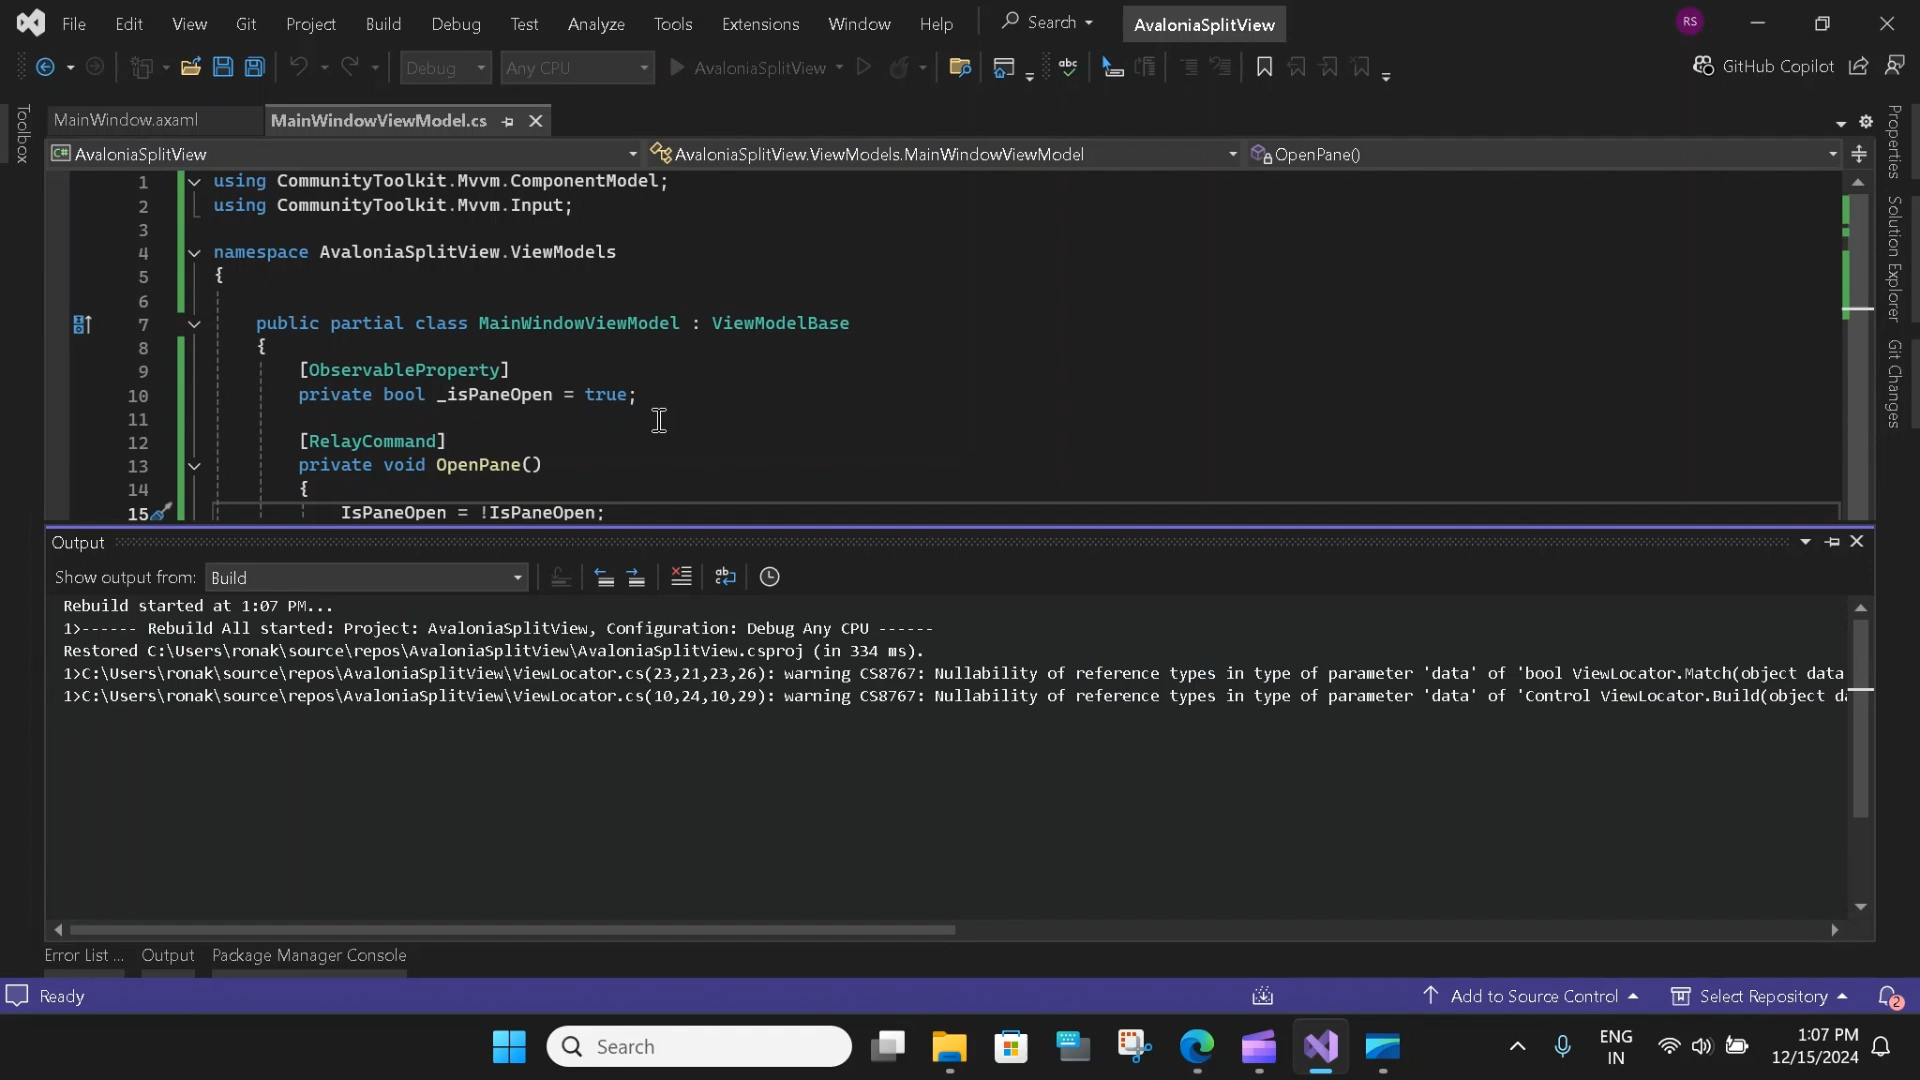 File Edit View Git Project Build Debug Test Analyze Tools Extensions Window Help Search AvaloniaSplitView RS
Debug Any CPU AvaloniaSplitView GitHub Copilot
Toolbox
MainWindow.axaml MainWindowViewModel.cs
AvaloniaSplitView AvaloniaSplitView.ViewModels.MainWindowViewModel OpenPane()
1 using CommunityToolkit.Mvvm.ComponentModel;
2 using CommunityToolkit.Mvvm.Input;
3
4 namespace AvaloniaSplitView.ViewModels
5 {
6
7 public partial class MainWindowViewModel : ViewModelBase
8 {
9 [ObservableProperty]
10 private bool _isPaneOpen = true;
11
12 [RelayCommand]
13 private void OpenPane()
14 {
15 IsPaneOpen = !IsPaneOpen;
Properties
Solution Explorer
Git Changes
Output
Show output from: Build
Rebuild started at 1:07 PM...
1>------ Rebuild All started: Project: AvaloniaSplitView, Configuration: Debug Any CPU ------
Restored C:\Users\ronak\source\repos\AvaloniaSplitView\AvaloniaSplitView.csproj (in 334 ms).
1>C:\Users\ronak\source\repos\AvaloniaSplitView\ViewLocator.cs(23,21,23,26): warning CS8767: Nullability of reference types in type of parameter 'data' of 'bool ViewLocator.Match(object data
1>C:\Users\ronak\source\repos\AvaloniaSplitView\ViewLocator.cs(10,24,10,29): warning CS8767: Nullability of reference types in type of parameter 'data' of 'Control ViewLocator.Build(object da
Error List ... Output Package Manager Console
Ready Add to Source Control Select Repository 2
Search ENG 1:07 PM
IN 12/15/2024